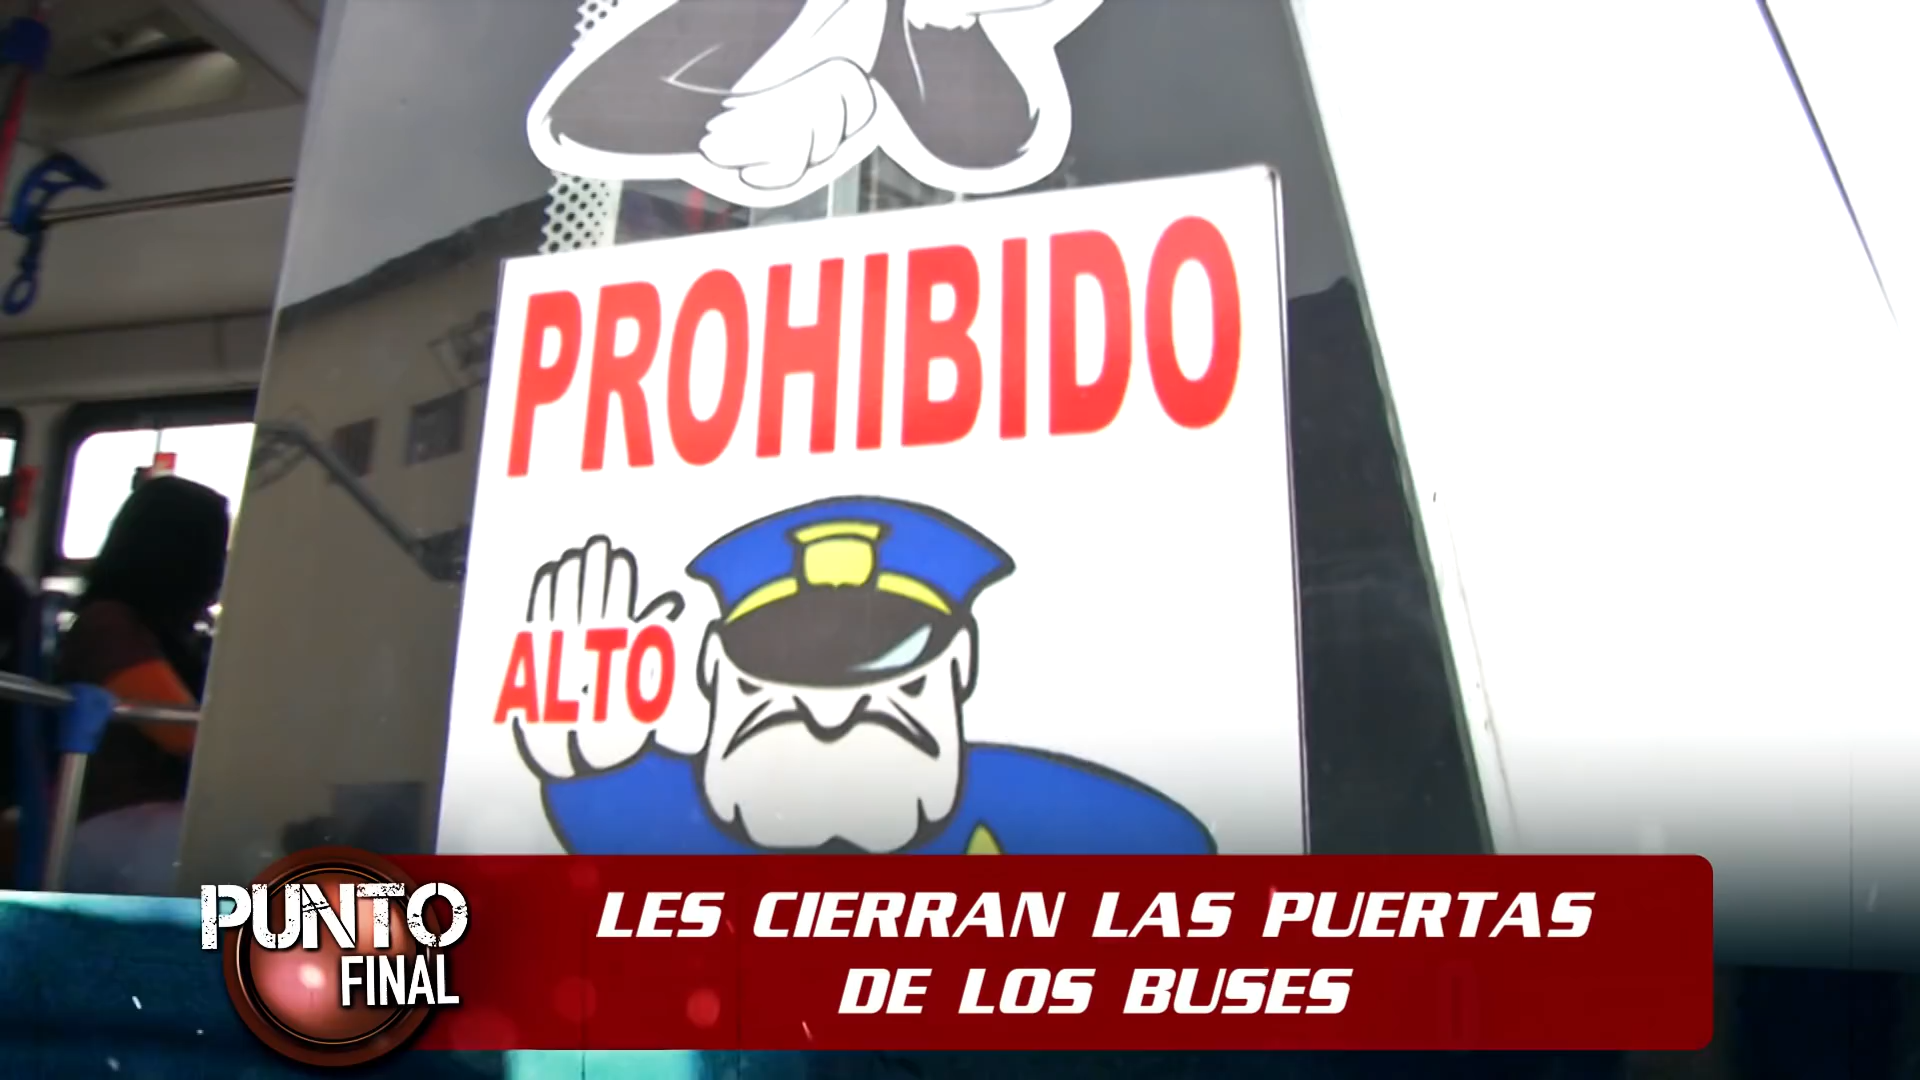 PROHIBIDO
ALTO
PUNTO
FINAL
LES CIERRAN LAS PUERTAS
DE LOS BUSES